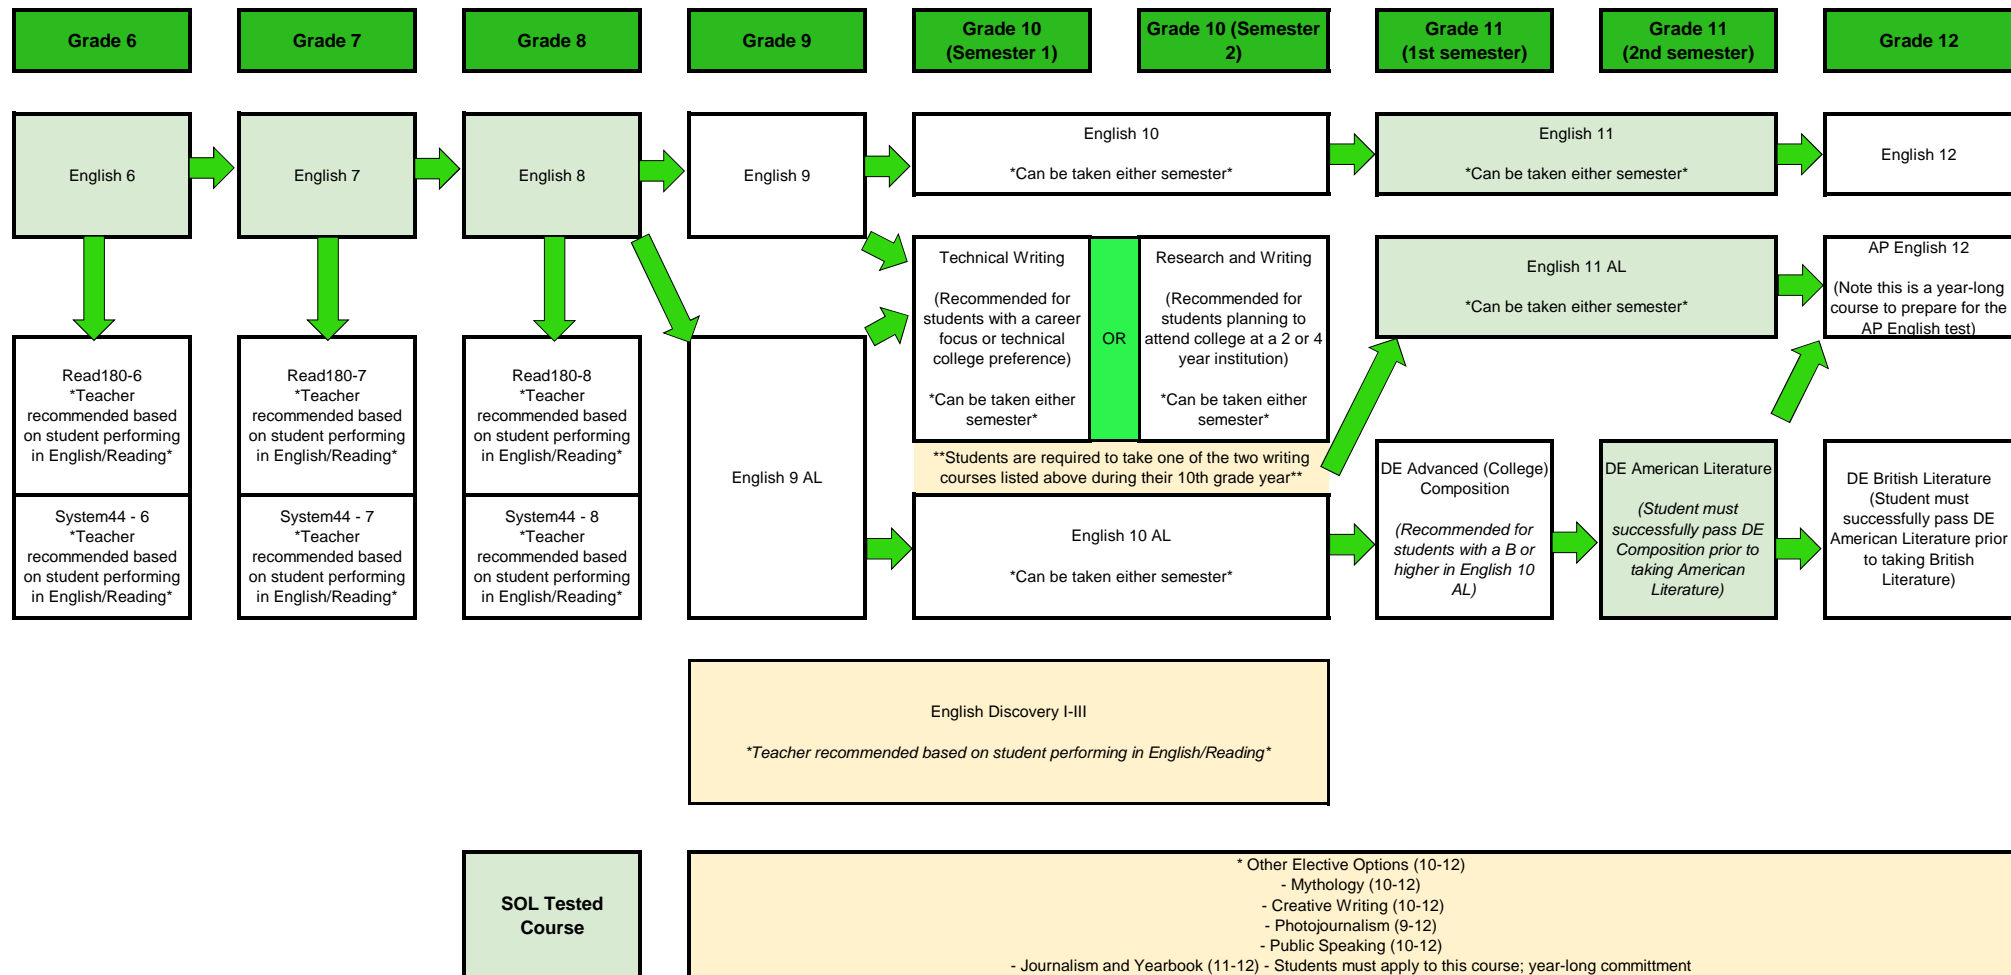 Grade 6
Grade 7
Grade 8
Grade 9
Grade 10
(Semester 1)
Grade 10 (Semester
2)
Grade 11
(1st semester)
Grade 11
(2nd semester)
Grade 12
English 6
English 7
English 8
English 9
English 10
*Can be taken either semester*
English 11
*Can be taken either semester*
English 12
Technical Writing
(Recommended for
students with a career
focus or technical
college preference)
*Can be taken either
semester*
OR
Research and Writing
(Recommended for
students planning to
attend college at a 2 or 4
year institution)
*Can be taken either
semester*
English 11 AL
*Can be taken either semester*
AP English 12
(Note this is a year-long
course to prepare for the
AP English test)
Read180-6
*Teacher
recommended based
on student performing
in English/Reading*
Read180-7
*Teacher
recommended based
on student performing
in English/Reading*
Read180-8
*Teacher
recommended based
on student performing
in English/Reading*
English 9 AL
**Students are required to take one of the two writing
courses listed above during their 10th grade year**
System44 - 6
*Teacher
recommended based
on student performing
in English/Reading*
System44 - 7
*Teacher
recommended based
on student performing
in English/Reading*
System44 - 8
*Teacher
recommended based
on student performing
in English/Reading*
English 10 AL
*Can be taken either semester*
DE Advanced (College)
Composition
(Recommended for
students with a B or
higher in English 10
AL)
DE American Literature
(Student must
successfully pass DE
Composition prior to
taking American
Literature)
DE British Literature
(Student must
successfully pass DE
American Literature prior
to taking British
Literature)
English Discovery I-III
*Teacher recommended based on student performing in English/Reading*
SOL Tested
Course
* Other Elective Options (10-12)
- Mythology (10-12)
- Creative Writing (10-12)
- Photojournalism (9-12)
- Public Speaking (10-12)
- Journalism and Yearbook (11-12) - Students must apply to this course; year-long committment